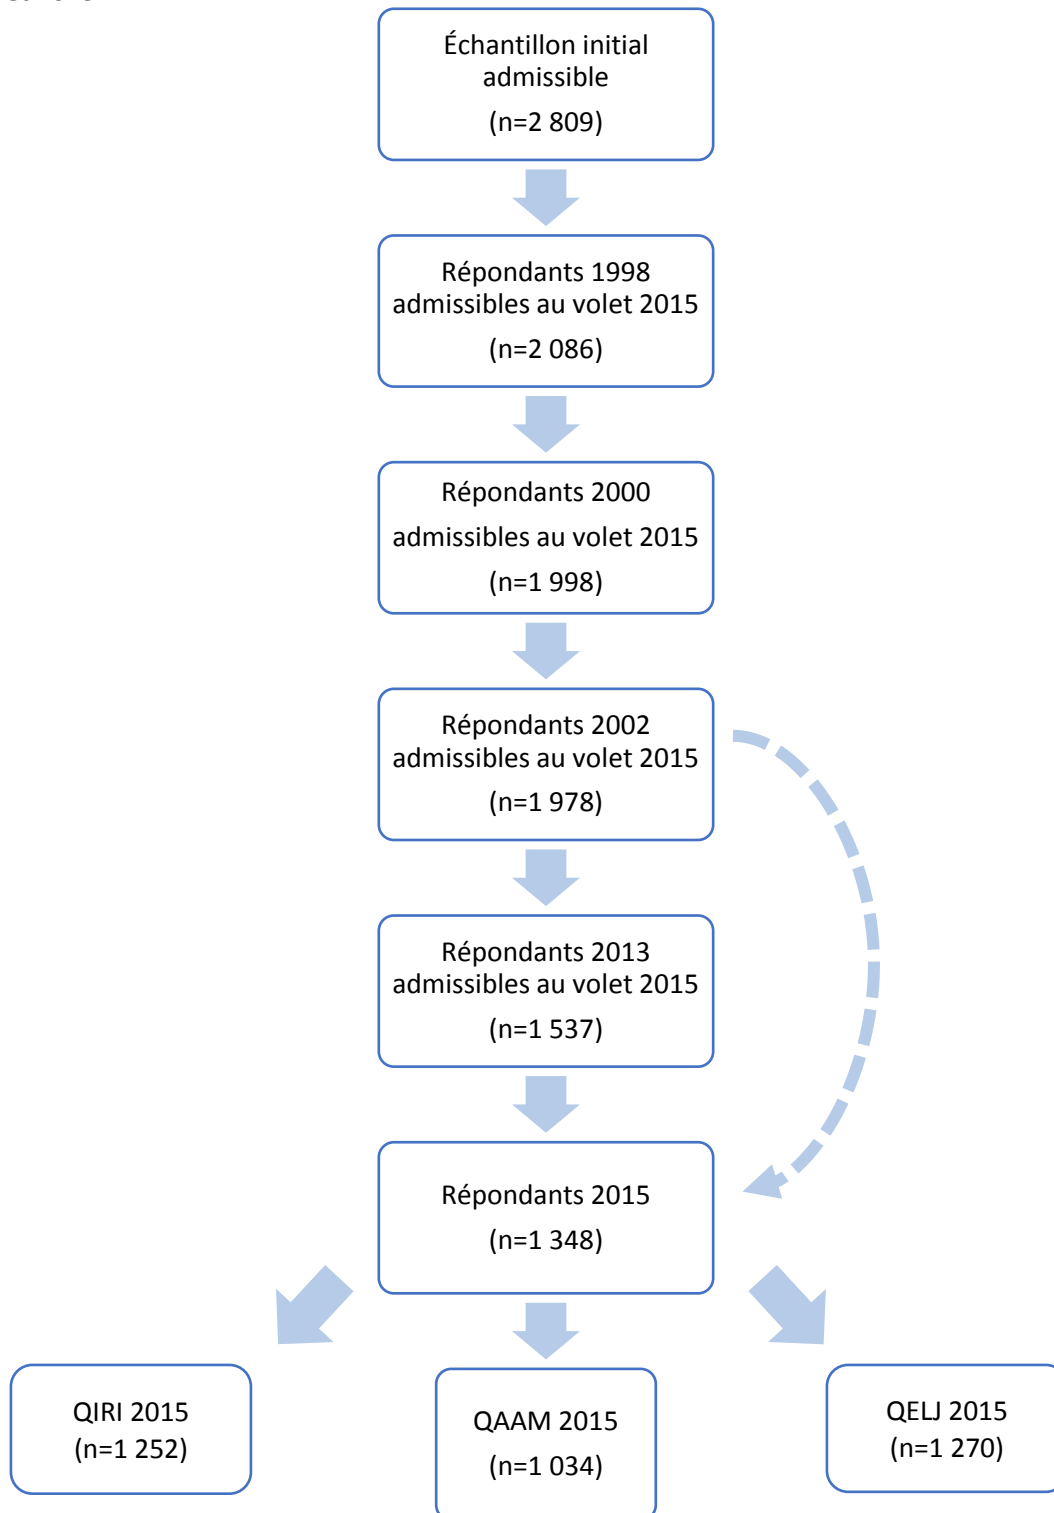 Échantillon initial
admissible
(n=2 809)
Répondants 1998
admissibles au volet 2015
(n=2 086)
Répondants 2000
admissibles au volet 2015
(n=1 998)
Répondants 2002
admissibles au volet 2015
(n=1 978)
Répondants 2013
admissibles au volet 2015
(n=1 537)
Répondants 2015
(n=1 348)
QIRI 2015
(n=1 252)
QAAM 2015
(n=1 034)
QELJ 2015
(n=1 270)